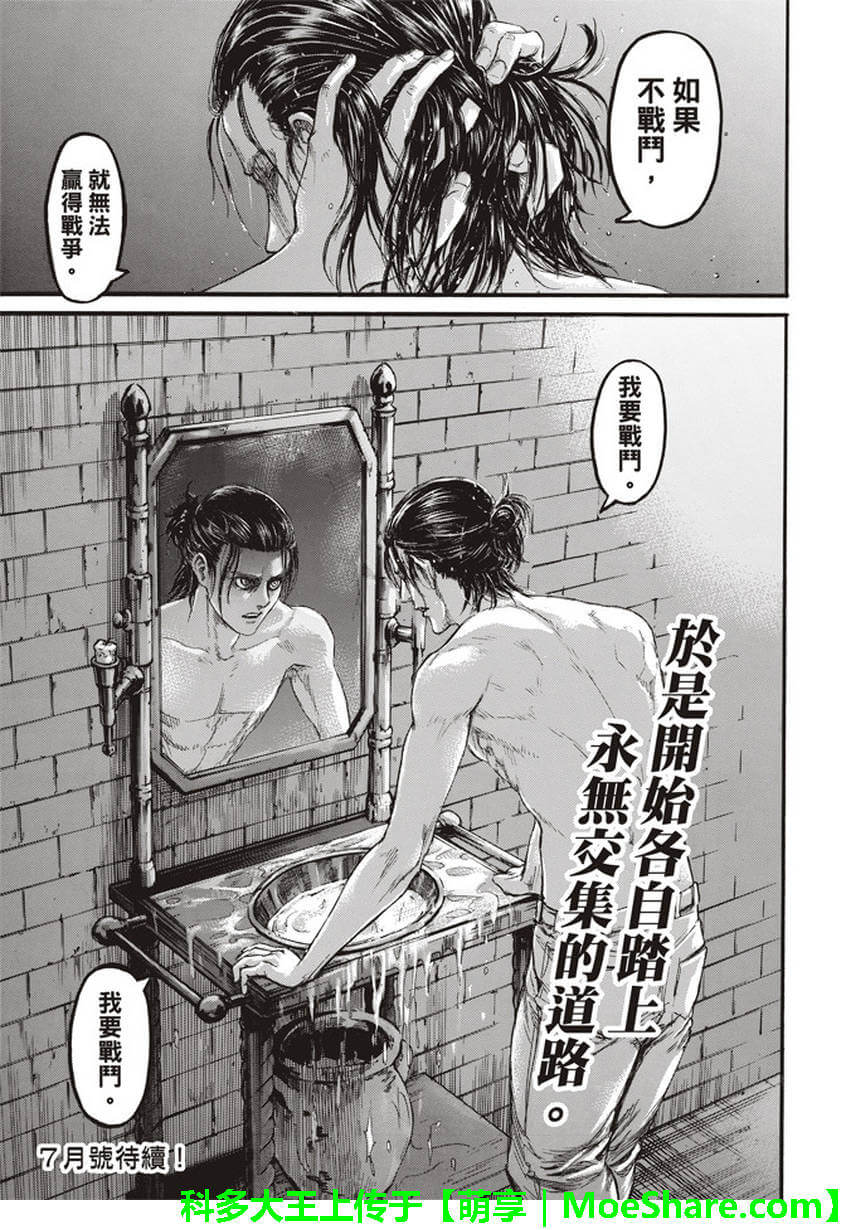 如果
不戰鬥，
就無法
贏得戰爭。
我要戰鬥。
於是開始各自踏上
永無交集的道路。
我要戰鬥。
7月號待續！
科多大王上传于【萌享｜MoeShare.com】